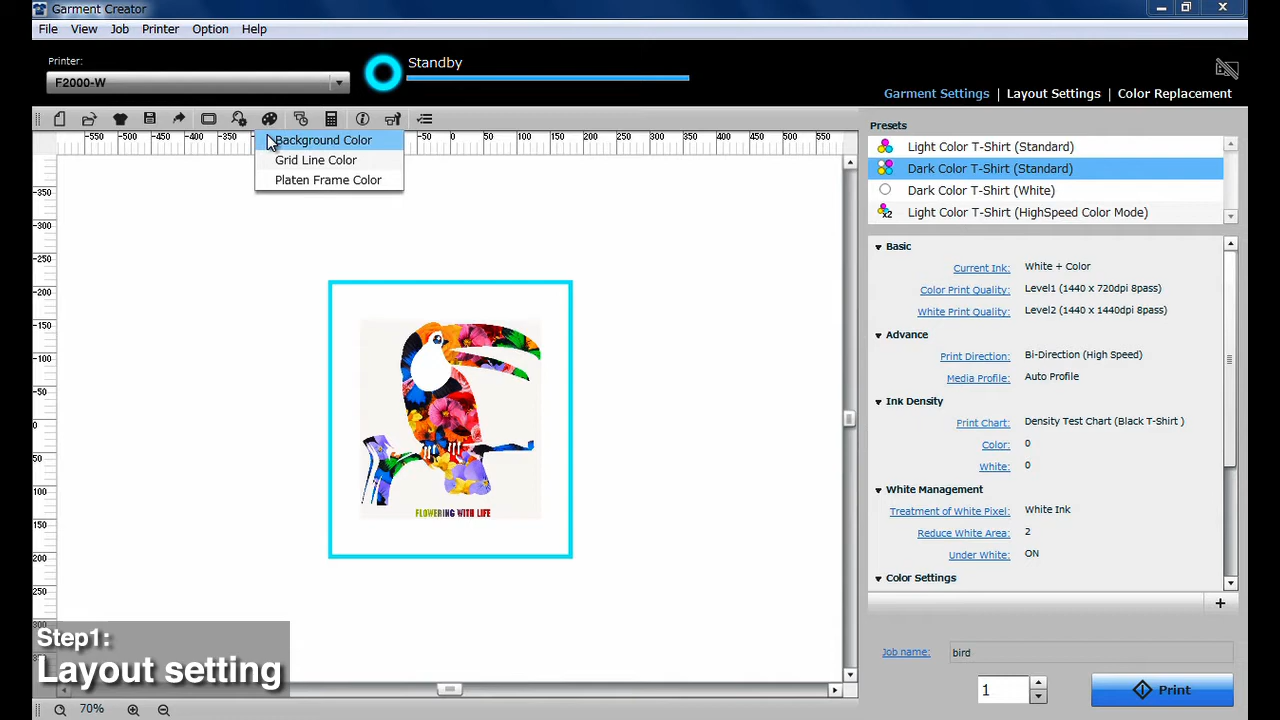 Garment Creator
File View Job Printer Option Help
Printer:
F2000-W
Standby
Garment Settings | Layout Settings | Color Replacement
Background Color
Grid Line Color
Platen Frame Color
-550 -500 -450 -400 -350 -50 0 50 100 150 200 250 300 350 400 450 500 550
-350
-300
-250
-200
-150
-100
-50
0
50
100
150
200
250
300
FLOWERING WITH LIFE
Presets
Light Color T-Shirt (Standard)
Dark Color T-Shirt (Standard)
Dark Color T-Shirt (White)
x2 Light Color T-Shirt (HighSpeed Color Mode)
Basic
Current Ink: White + Color
Color Print Quality: Level1 (1440 x 720dpi 8pass)
White Print Quality: Level2 (1440 x 1440dpi 8pass)
Advance
Print Direction: Bi-Direction (High Speed)
Media Profile: Auto Profile
Ink Density
Print Chart: Density Test Chart (Black T-Shirt )
Color: 0
White: 0
White Management
Treatment of White Pixel: White Ink
Reduce White Area: 2
Under White: ON
Color Settings
+
Job name: bird
1
Print
Step1:
Layout setting
70%